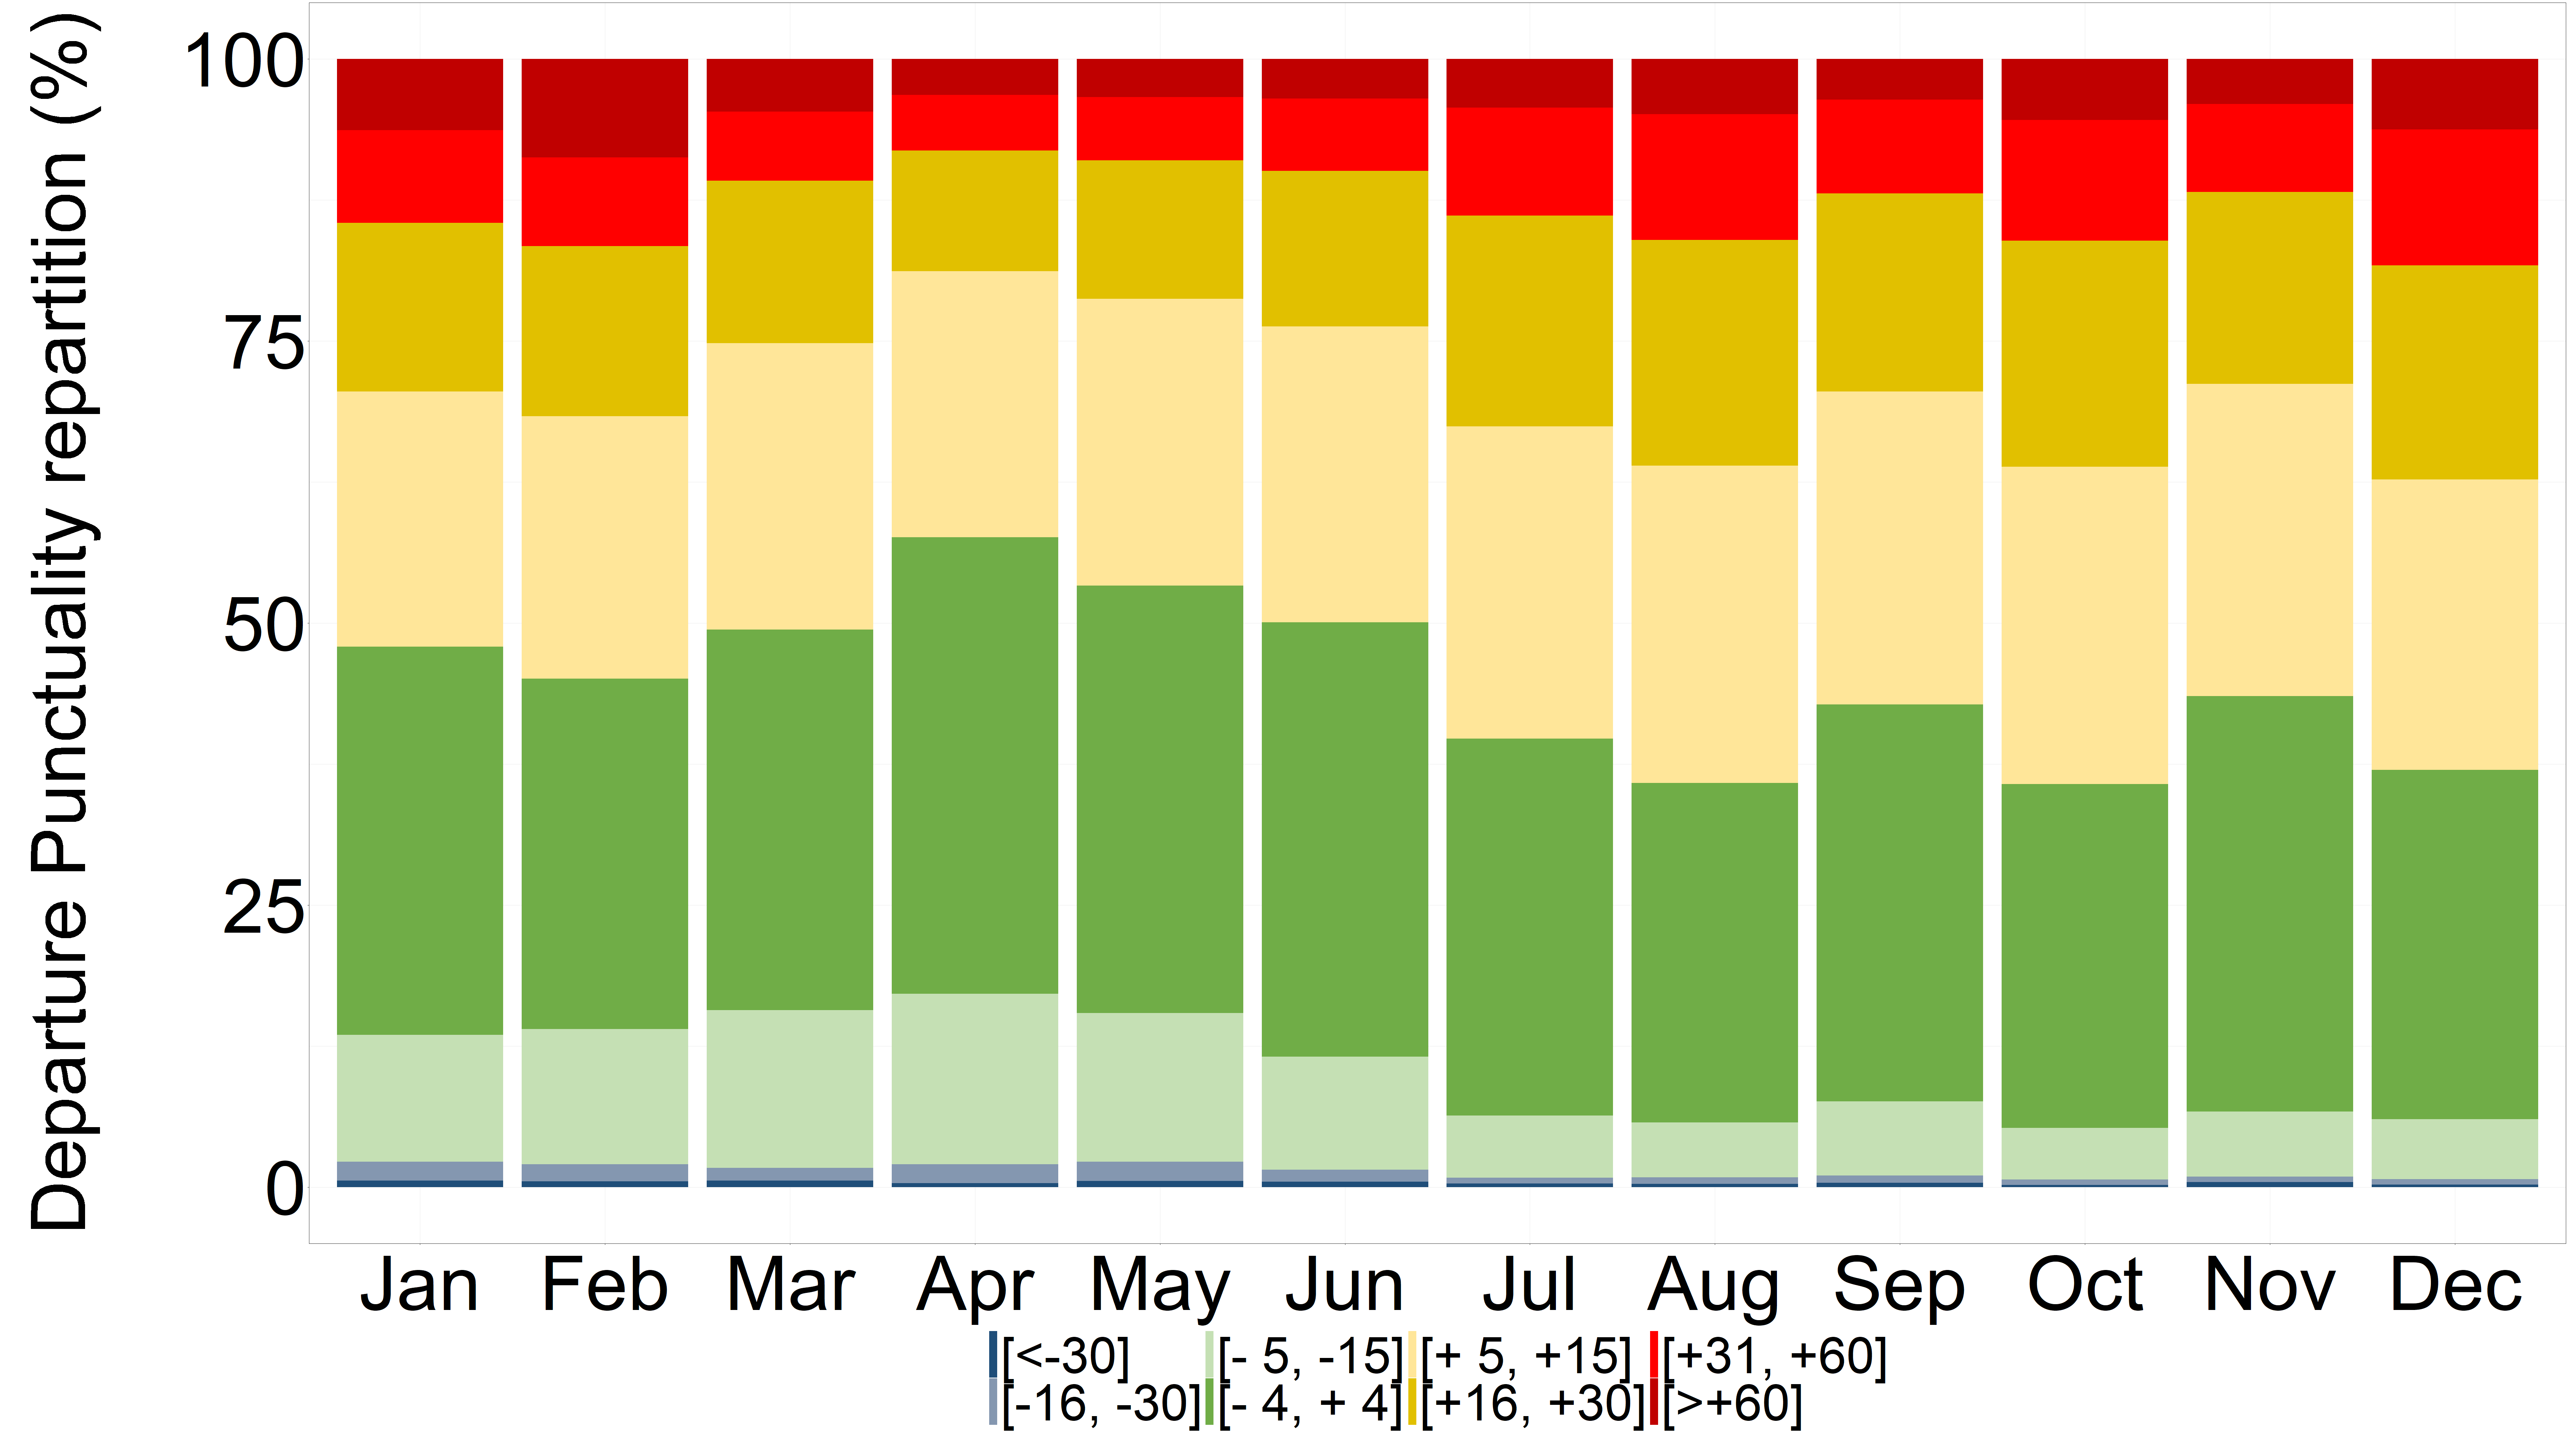 Departure Punctuality repartition (%)
100
75
50
25
0
Jan Feb Mar Apr May Jun Jul Aug Sep Oct Nov Dec
[<-30] [- 5, -15] [+ 5, +15] [+31, +60]
[-16, -30] [- 4, + 4] [+16, +30] [>+60]